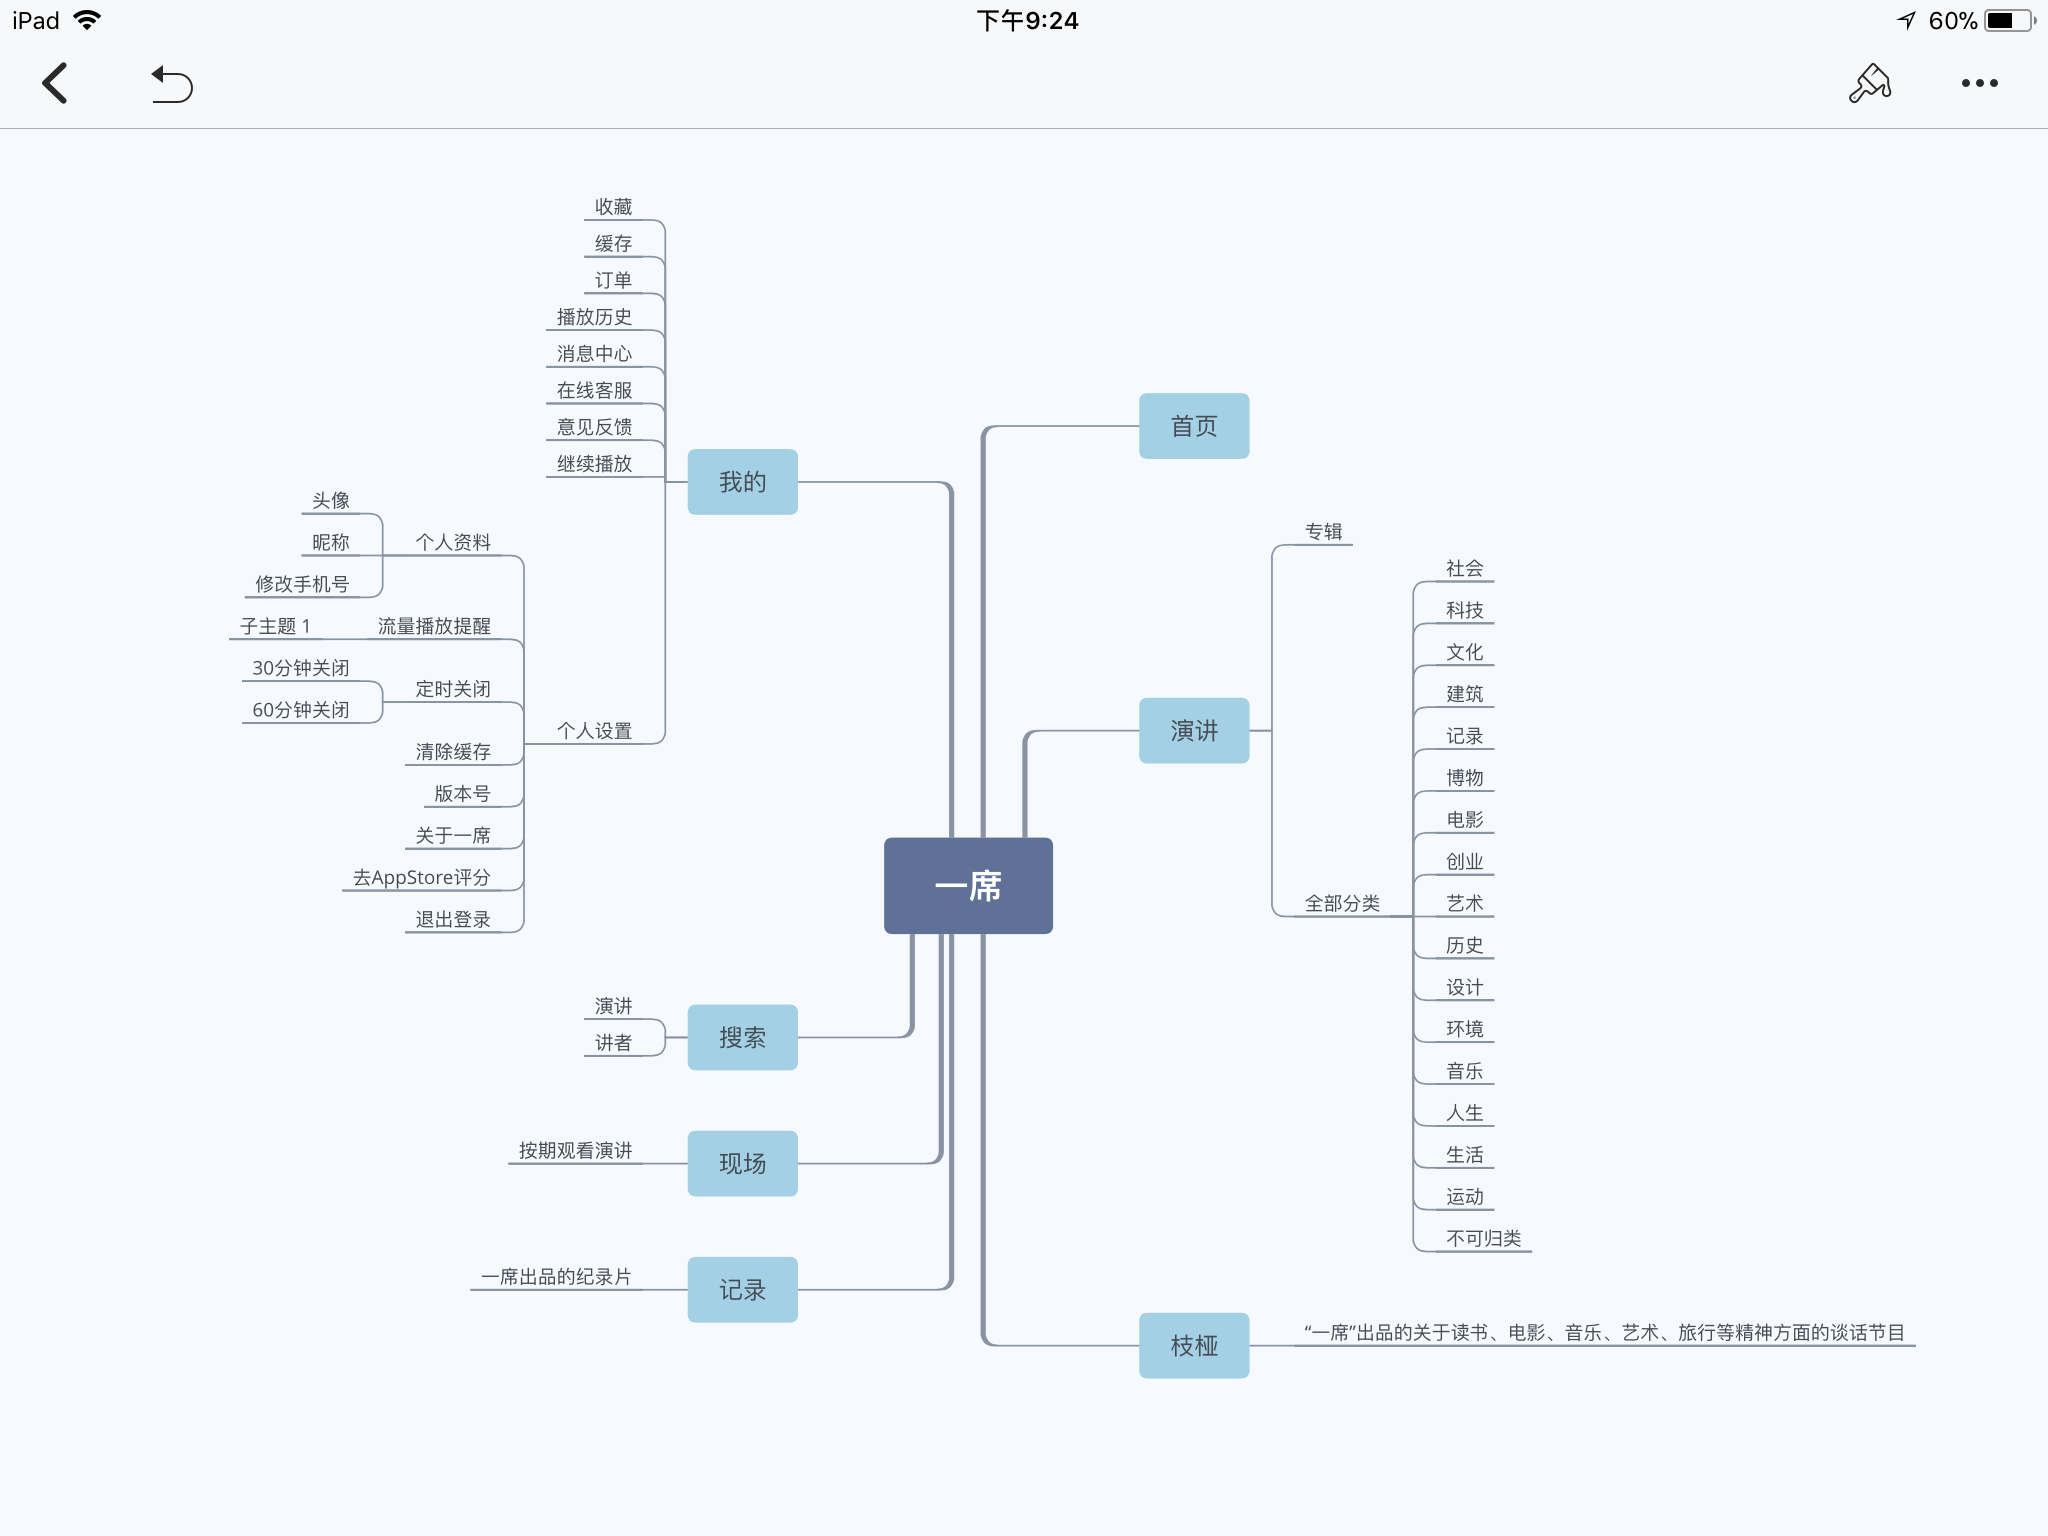 iPad
下午9:24
60%
收藏
缓存
订单
播放历史
消息中心
在线客服
意见反馈
继续播放
我的
头像
昵称
修改手机号
个人资料
子主题 1
流量播放提醒
30分钟关闭
60分钟关闭
定时关闭
个人设置
清除缓存
版本号
关于一席
去AppStore评分
退出登录
首页
专辑
演讲
社会
科技
文化
建筑
记录
博物
电影
创业
艺术
历史
设计
环境
音乐
人生
生活
运动
不可归类
全部分类
一席
演讲
讲者
搜索
按期观看演讲
现场
一席出品的纪录片
记录
枝桠
“一席”出品的关于读书、电影、音乐、艺术、旅行等精神方面的谈话节目